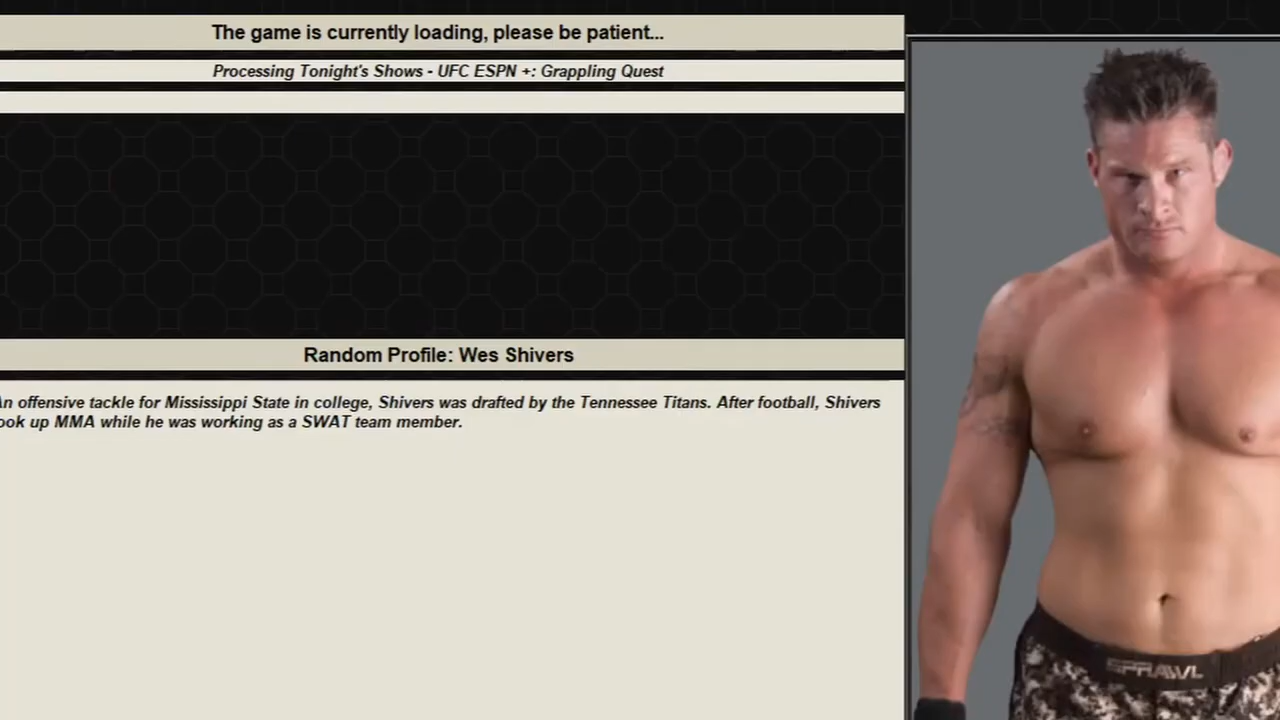 The game is currently loading, please be patient...
Processing Tonight's Shows - UFC ESPN +: Grappling Quest
Random Profile: Wes Shivers
An offensive tackle for Mississippi State in college, Shivers was drafted by the Tennessee Titans. After football, Shivers
ook up MMA while he was working as a SWAT team member.
SPRAWL